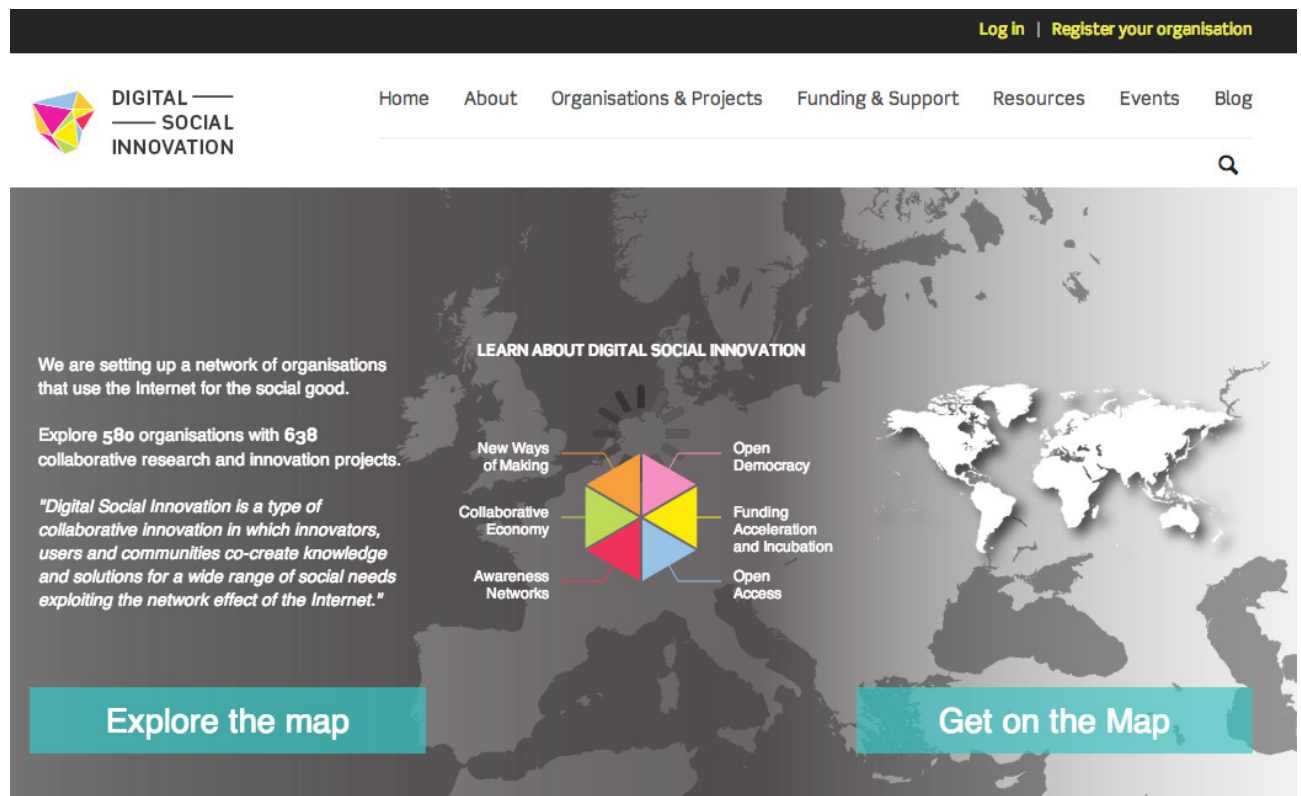 Log in | Register your organisation
DIGITAL
SOCIAL
INNOVATION
Home About Organisations & Projects Funding & Support Resources Events Blog
We are setting up a network of organisations
that use the Internet for the social good.
Explore 580 organisations with 638
collaborative research and innovation projects.
"Digital Social Innovation is a type of
collaborative innovation in which innovators,
users and communities co-create knowledge
and solutions for a wide range of social needs
exploiting the network effect of the Internet."
Explore the map
LEARN ABOUT DIGITAL SOCIAL INNOVATION
New Ways
of Making
Collaborative
Economy
Awareness
Networks
Open
Democracy
Funding
Acceleration
and Incubation
Open
Access
Get on the Map